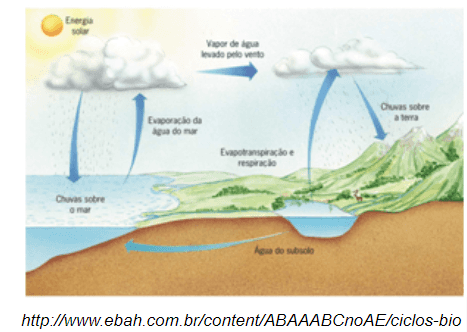 Energia
solar
Vapor de água
levado pelo vento
Evaporação da
água do mar
Chuvas sobre
a terra
Evapotranspiração e
respiração
Chuvas sobre
o mar
Água do subsolo
http://www.ebah.com.br/content/ABAAABCnoAE/ciclos-bio